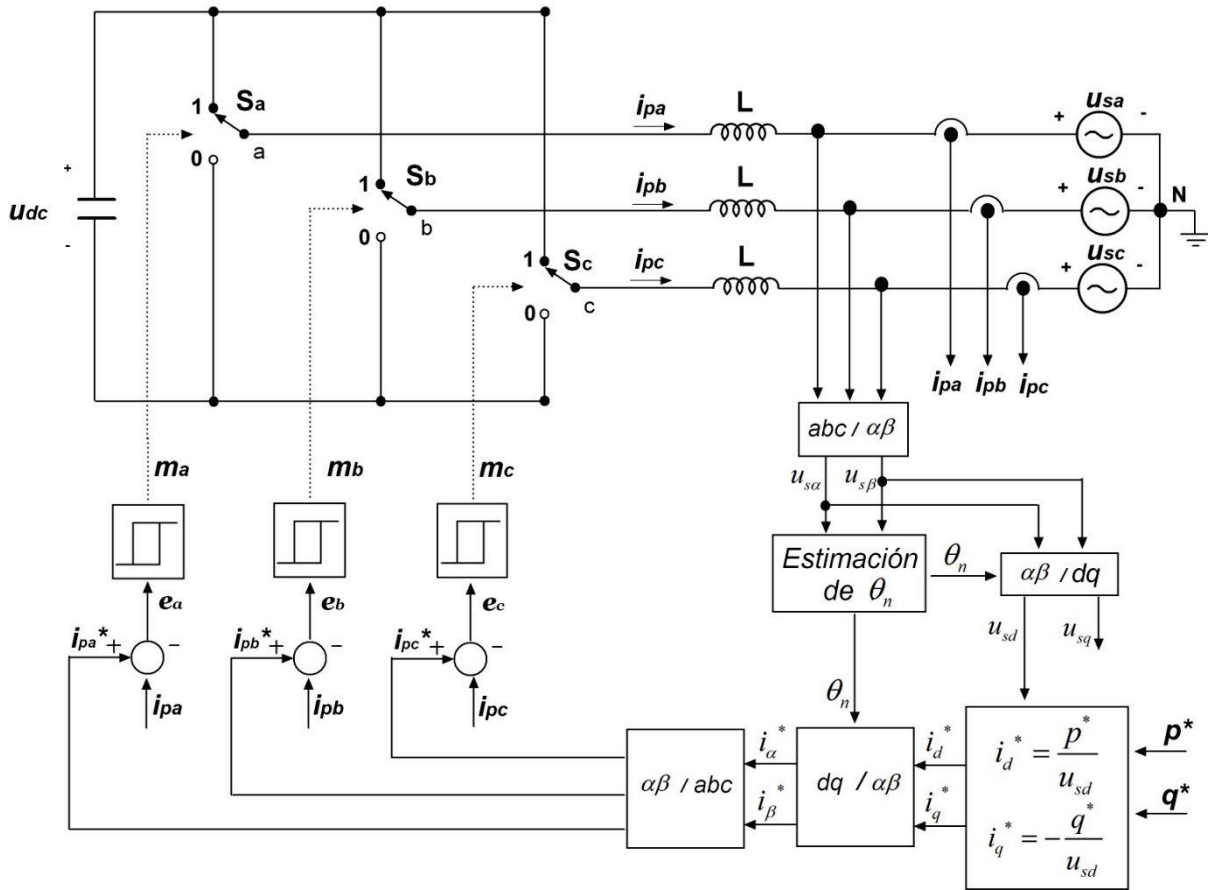 1
Sa
a
0
ipa
L
+
usa
-
+
udc
-
1
Sb
b
0
ipb
L
+
usb
-
N
1
Sc
c
0
ipc
L
+
usc
-
ipa
ipb
ipc
abc / αβ
usα
usβ
ma
mb
mc
Estimación
de θn
θn
αβ / dq
ea
eb
ec
usd
usq
ipa*
+
-
ipb*
+
-
ipc*
+
-
ipa
ipb
ipc
θn
αβ / abc
iα*
iβ*
dq / αβ
id*
iq*
id* = p* / usd
iq* = - q* / usd
p*
q*